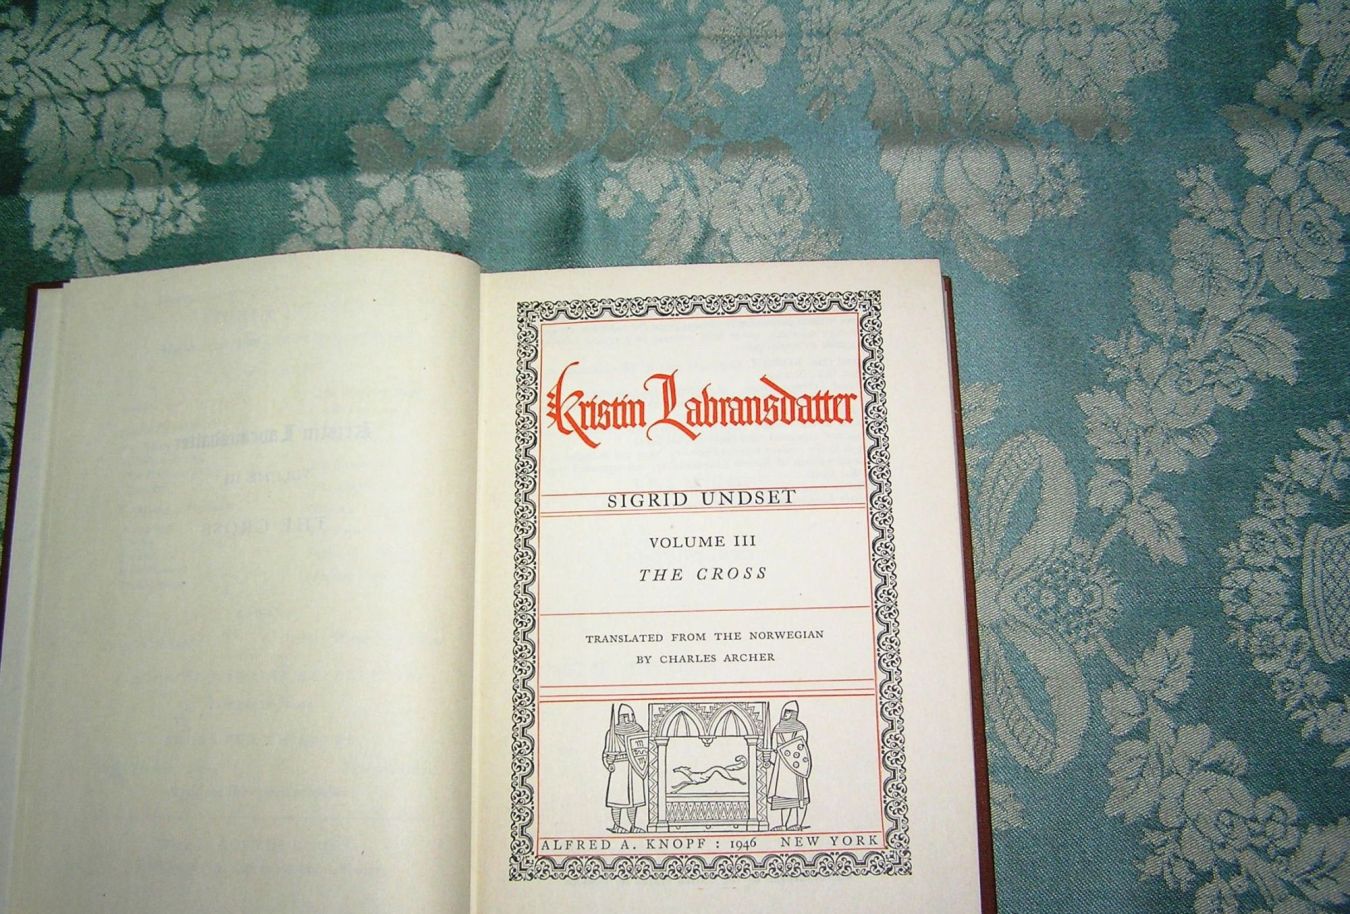 Kristin Labransdatter
SIGRID UNDSET
VOLUME III
THE CROSS
TRANSLATED FROM THE NORWEGIAN
BY CHARLES ARCHER
ALFRED A. KNOPF : 1946 NEW YORK